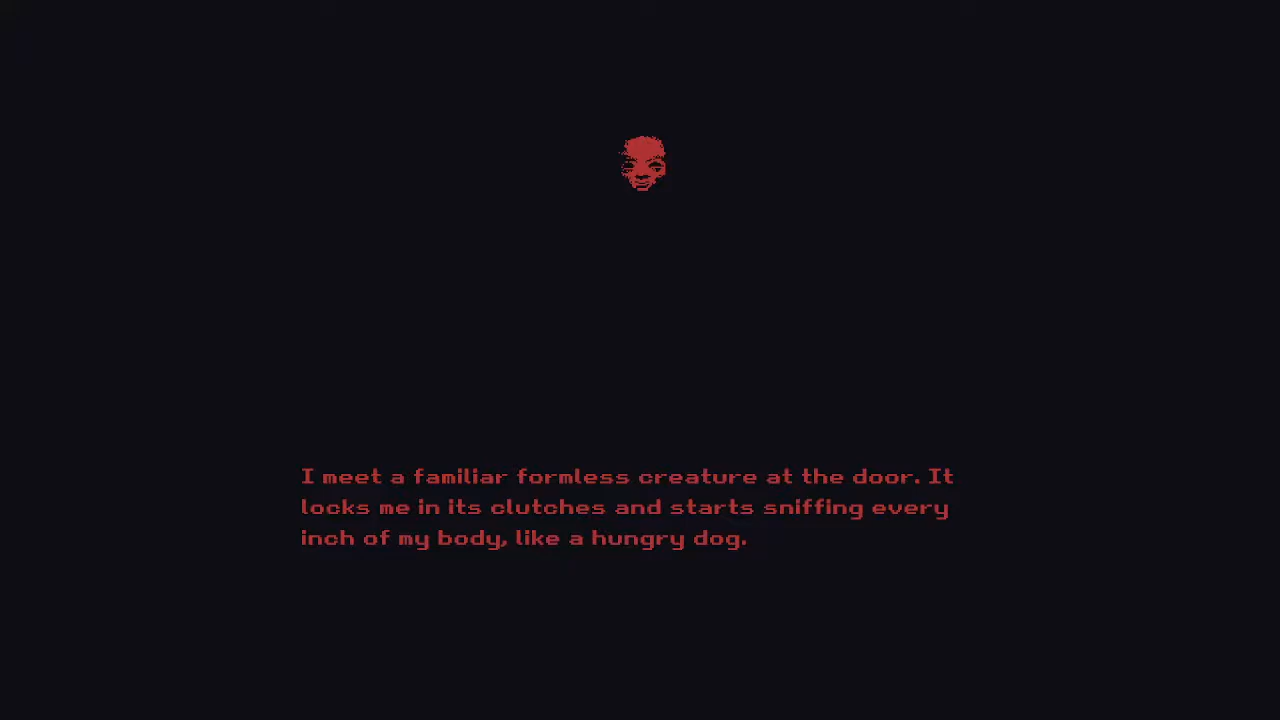 I meet a familiar formless creature at the door. It
locks me in its clutches and starts sniffing every
inch of my body, like a hungry dog.